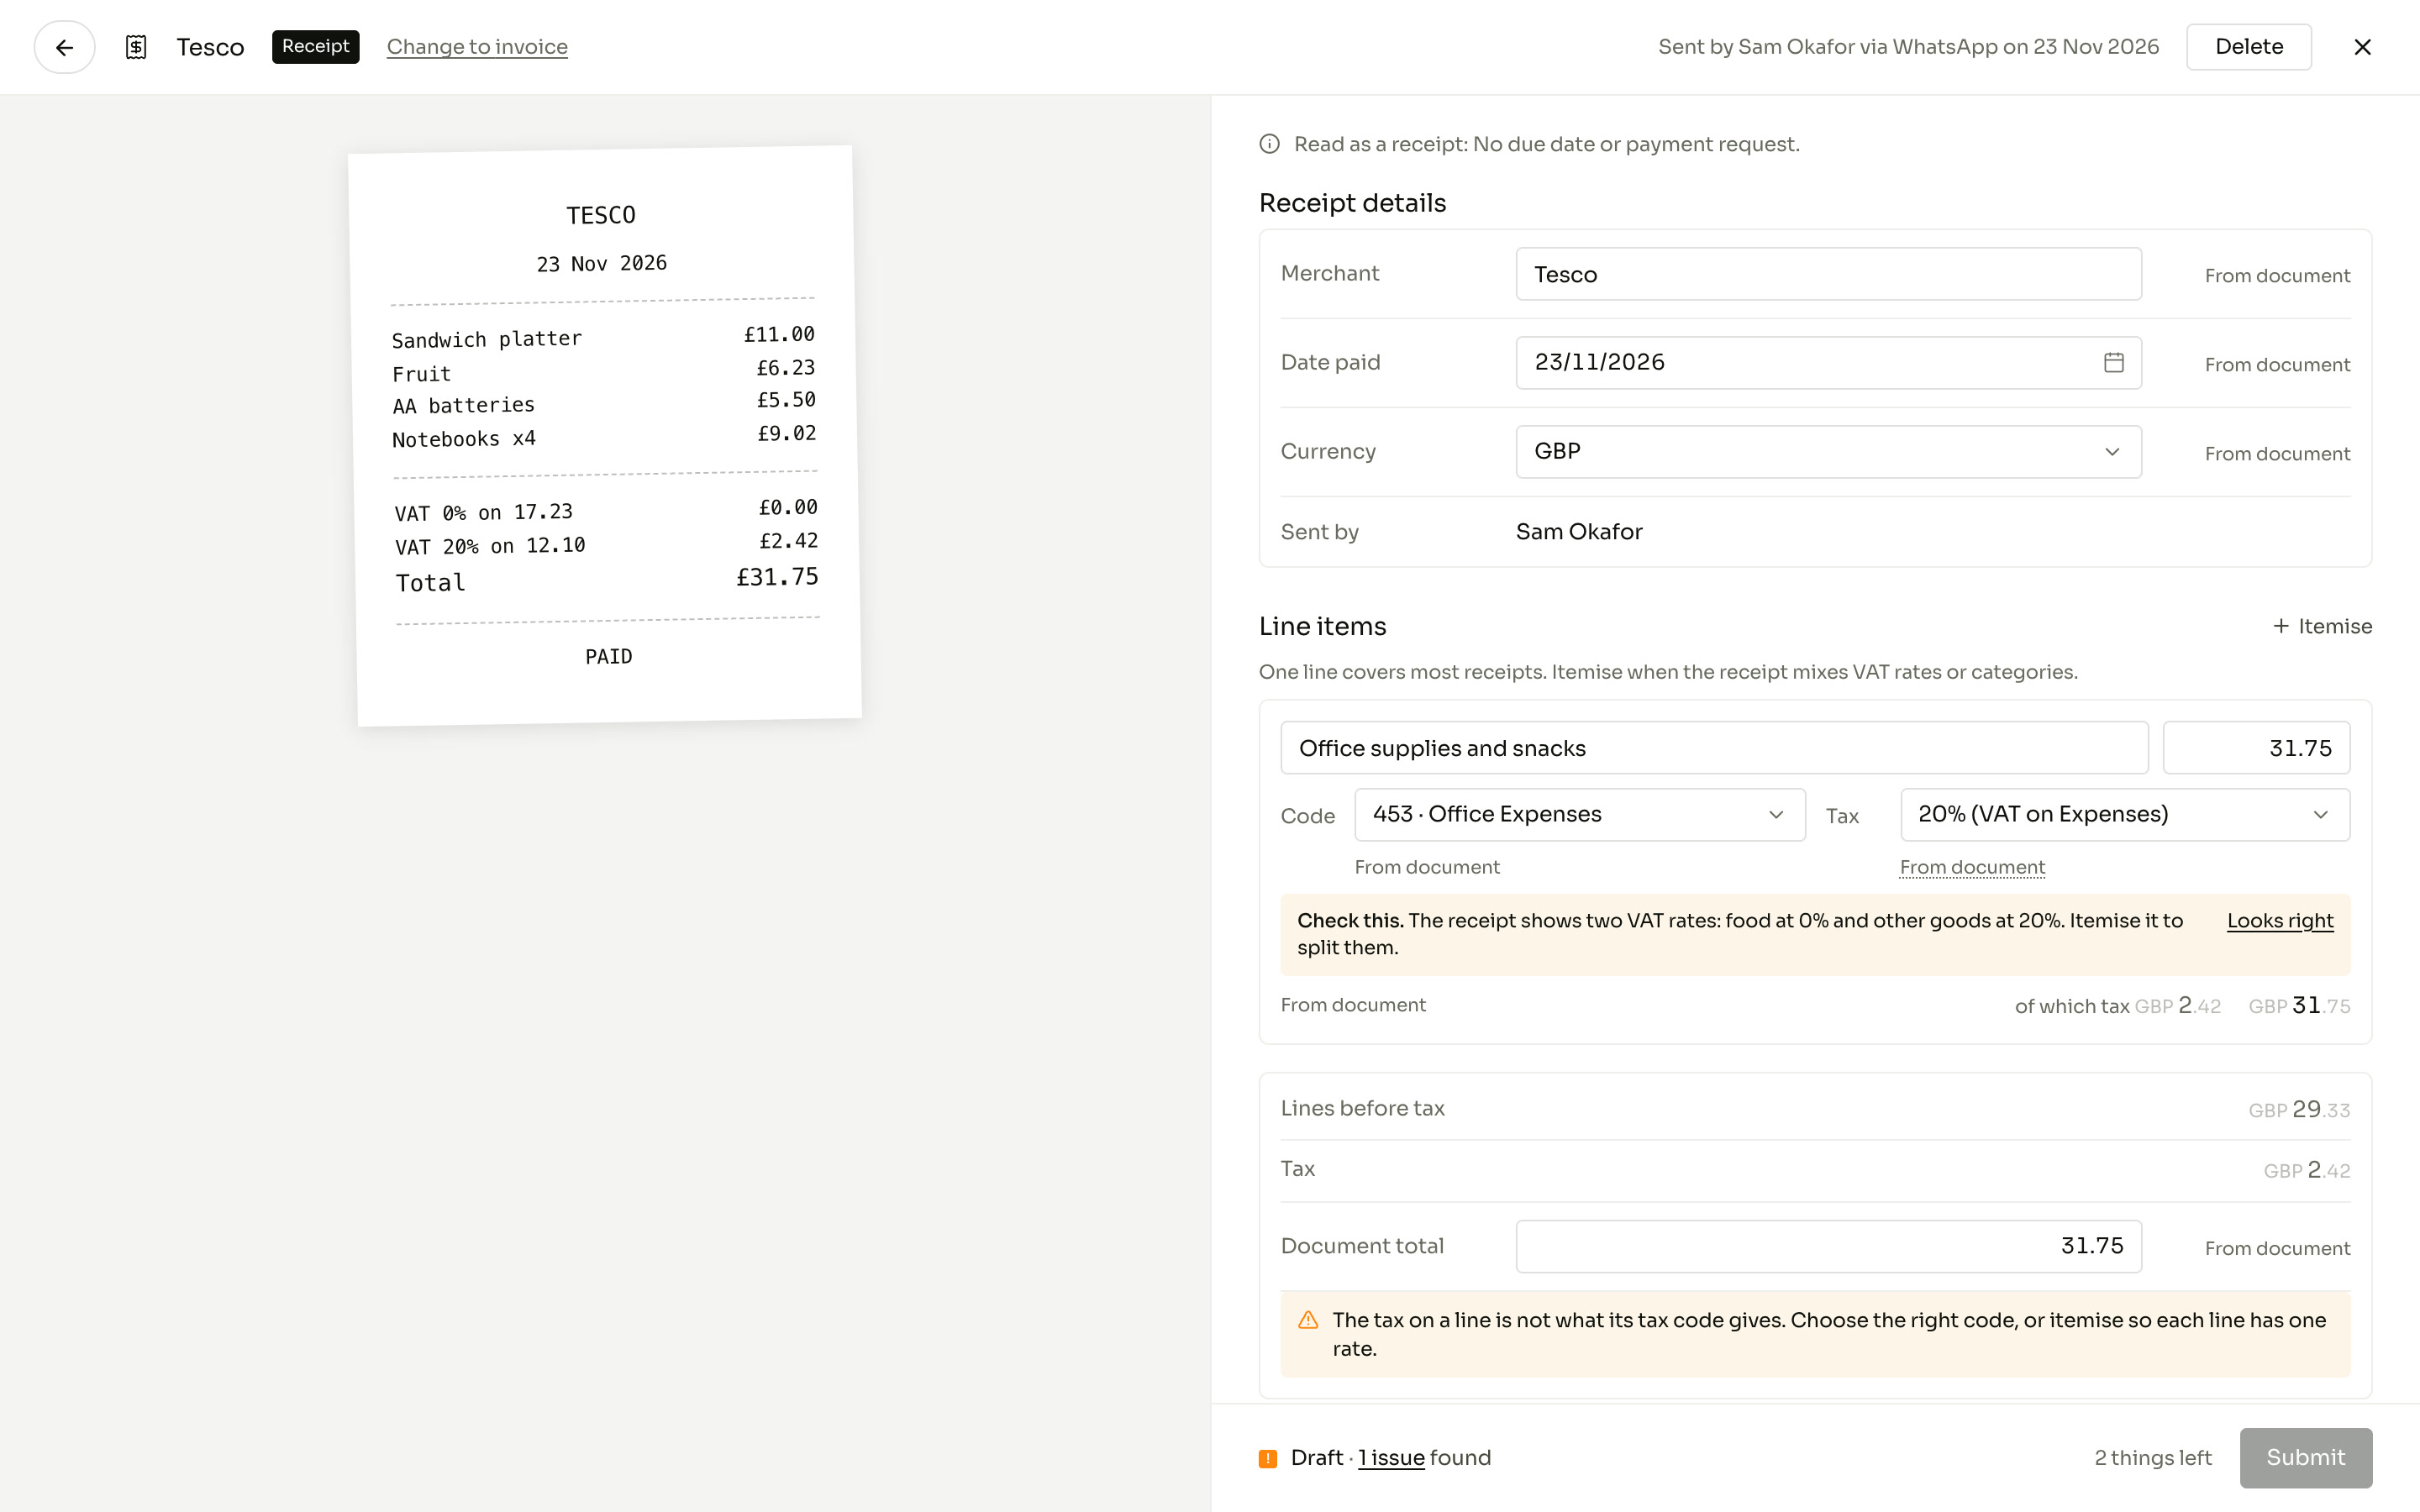 Tesco Receipt Change to invoice Sent by Sam Okafor via WhatsApp on 23 Nov 2026 Delete
TESCO
23 Nov 2026
Sandwich platter £11.00
Fruit £6.23
AA batteries £5.50
Notebooks x4 £9.02
VAT 0% on 17.23 £0.00
VAT 20% on 12.10 £2.42
Total £31.75
PAID
Read as a receipt: No due date or payment request.
Receipt details
Merchant Tesco From document
Date paid 23/11/2026 From document
Currency GBP From document
Sent by Sam Okafor
Line items + Itemise
One line covers most receipts. Itemise when the receipt mixes VAT rates or categories.
Office supplies and snacks 31.75
Code 453 · Office Expenses Tax 20% (VAT on Expenses)
From document From document
Check this. The receipt shows two VAT rates: food at 0% and other goods at 20%. Itemise it to Looks right
split them.
From document of which tax GBP 2.42 GBP 31.75
Lines before tax GBP 29.33
Tax GBP 2.42
Document total 31.75 From document
The tax on a line is not what its tax code gives. Choose the right code, or itemise so each line has one
rate.
Draft · 1 issue found 2 things left Submit